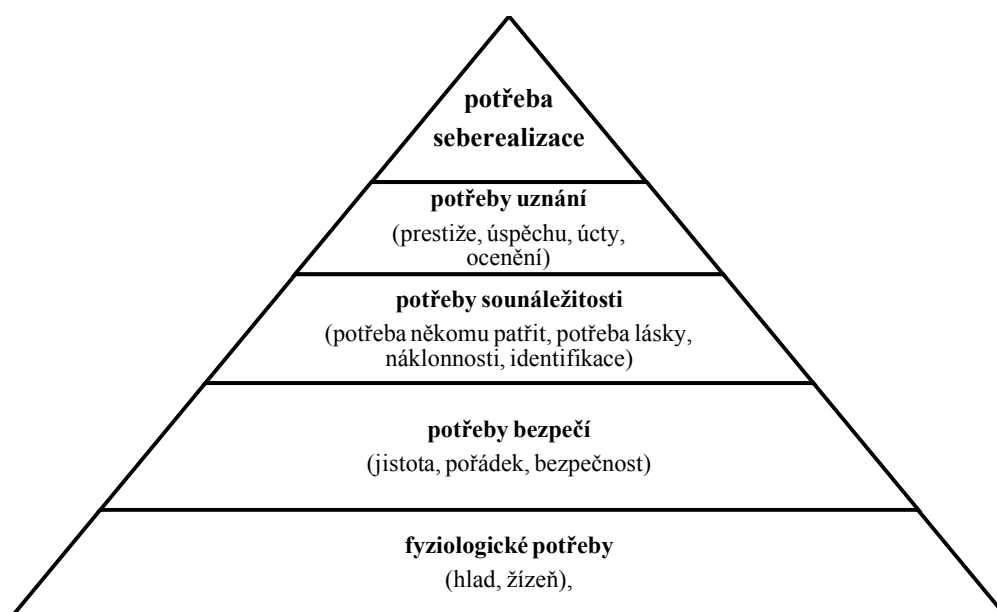 potřeba
seberealizace
potřeby uznání
(prestiže, úspěchu, úcty,
ocenění)
potřeby sounáležitosti
(potřeba někomu patřit, potřeba lásky,
náklonnosti, identifikace)
potřeby bezpečí
(jistota, pořádek, bezpečnost)
fyziologické potřeby
(hlad, žízeň),